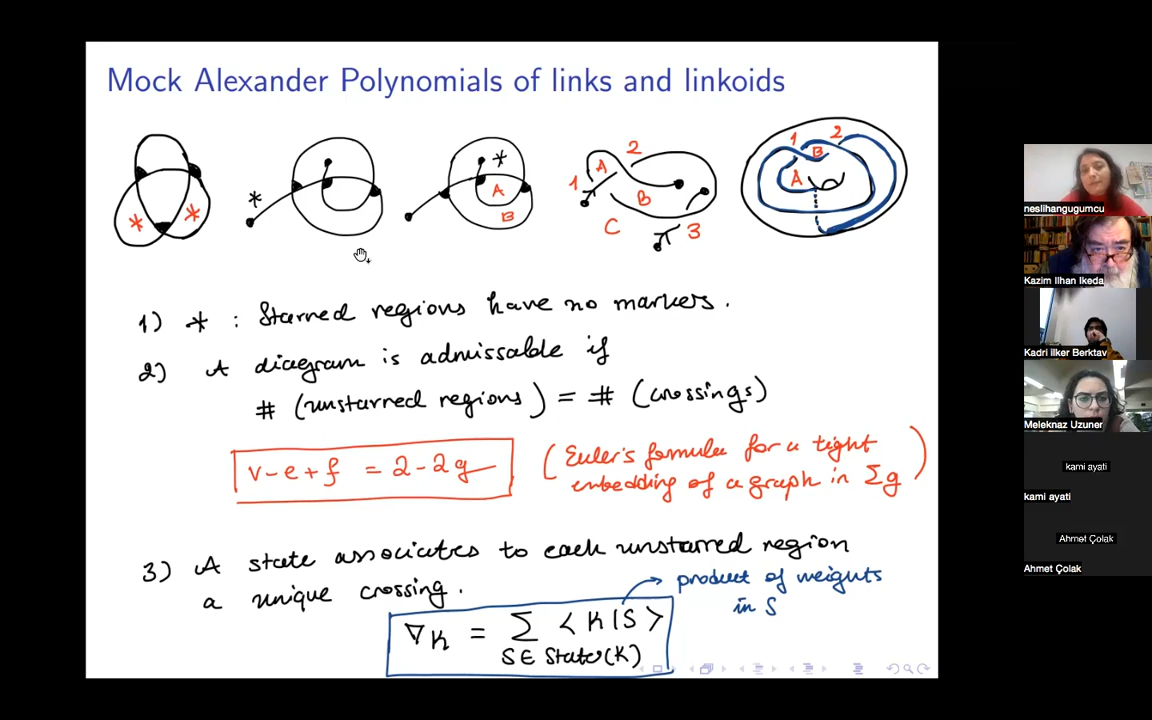 Mock Alexander Polynomials of links and linkoids
* * * *
A
B
1 2 A B C 3
1 2 B A
1) * : Starred regions have no markers.
2) A diagram is admissable if
# (unstarred regions) = # (crossings)
v - e + f = 2 - 2g
(Euler's formula for a tight
embedding of a graph in Σg)
3) A state associates to each unstarred region
a unique crossing.
product of weights
in S
∇K = Σ <K|S>
S∈ States(K)
neslihangugumcu
Kazim Ilhan Ikeda
Kadri ilker Berktav
Meleknaz Uzuner
kami ayati
kami ayati
Ahmet Çolak
Ahmet Çolak